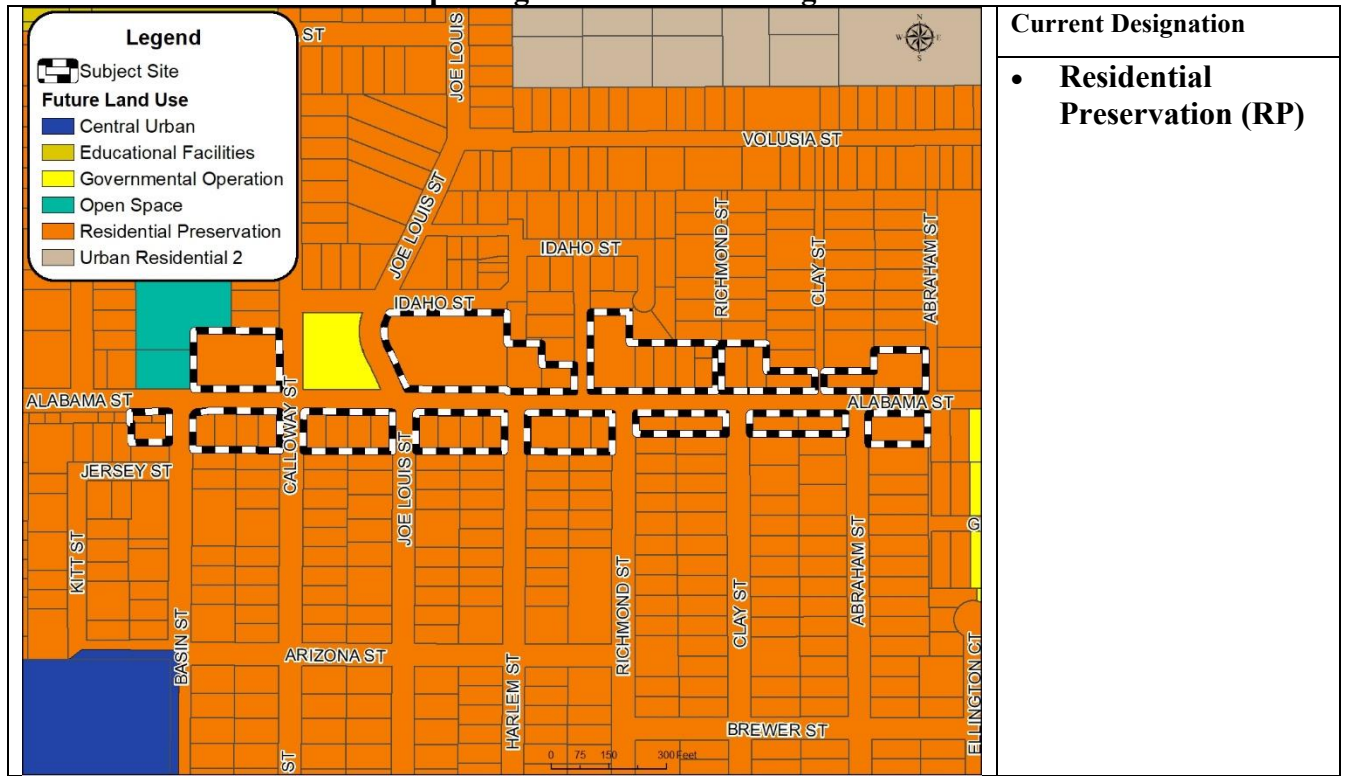 Legend
Subject Site
Future Land Use
Central Urban
Educational Facilities
Governmental Operation
Open Space
Residential Preservation
Urban Residential 2
ST
JOE LOUIS
N
W E
S
VOLUSIA ST
JOE LOUIS ST
IDAHO ST
RICHMOND ST
CLAY ST
ABRAHAM ST
IDAHO ST
ALABAMA ST
CALLOWAY ST
ALABAMA ST
JERSEY ST
JOE LOUIS ST
G
KITT ST
BASIN ST
ARIZONA ST
HARLEM ST
RICHMOND ST
CLAY ST
ABRAHAM ST
ELLINGTON CT
BREWER ST
ST
0 75 150 300 Feet
Current Designation
• Residential
Preservation (RP)